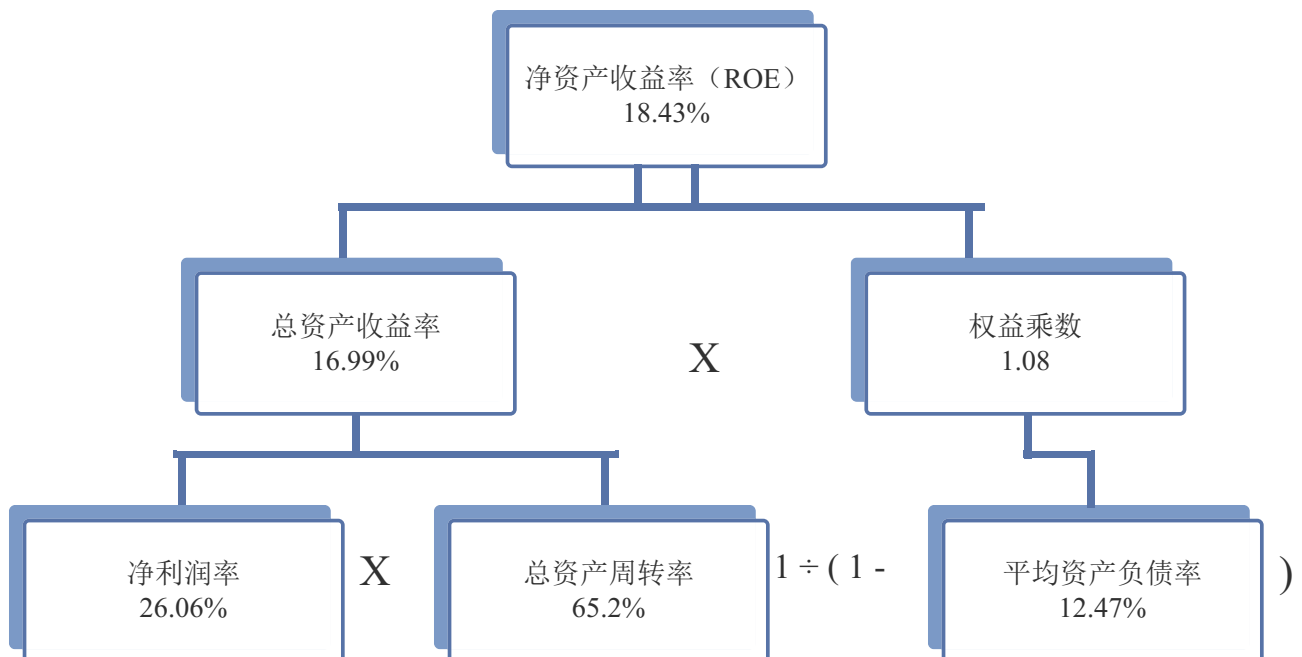 净资产收益率（ROE）
18.43%
总资产收益率
16.99%
X
权益乘数
1.08
净利润率
26.06%
X
总资产周转率
65.2%
1 ÷ ( 1 -
平均资产负债率
12.47%
)